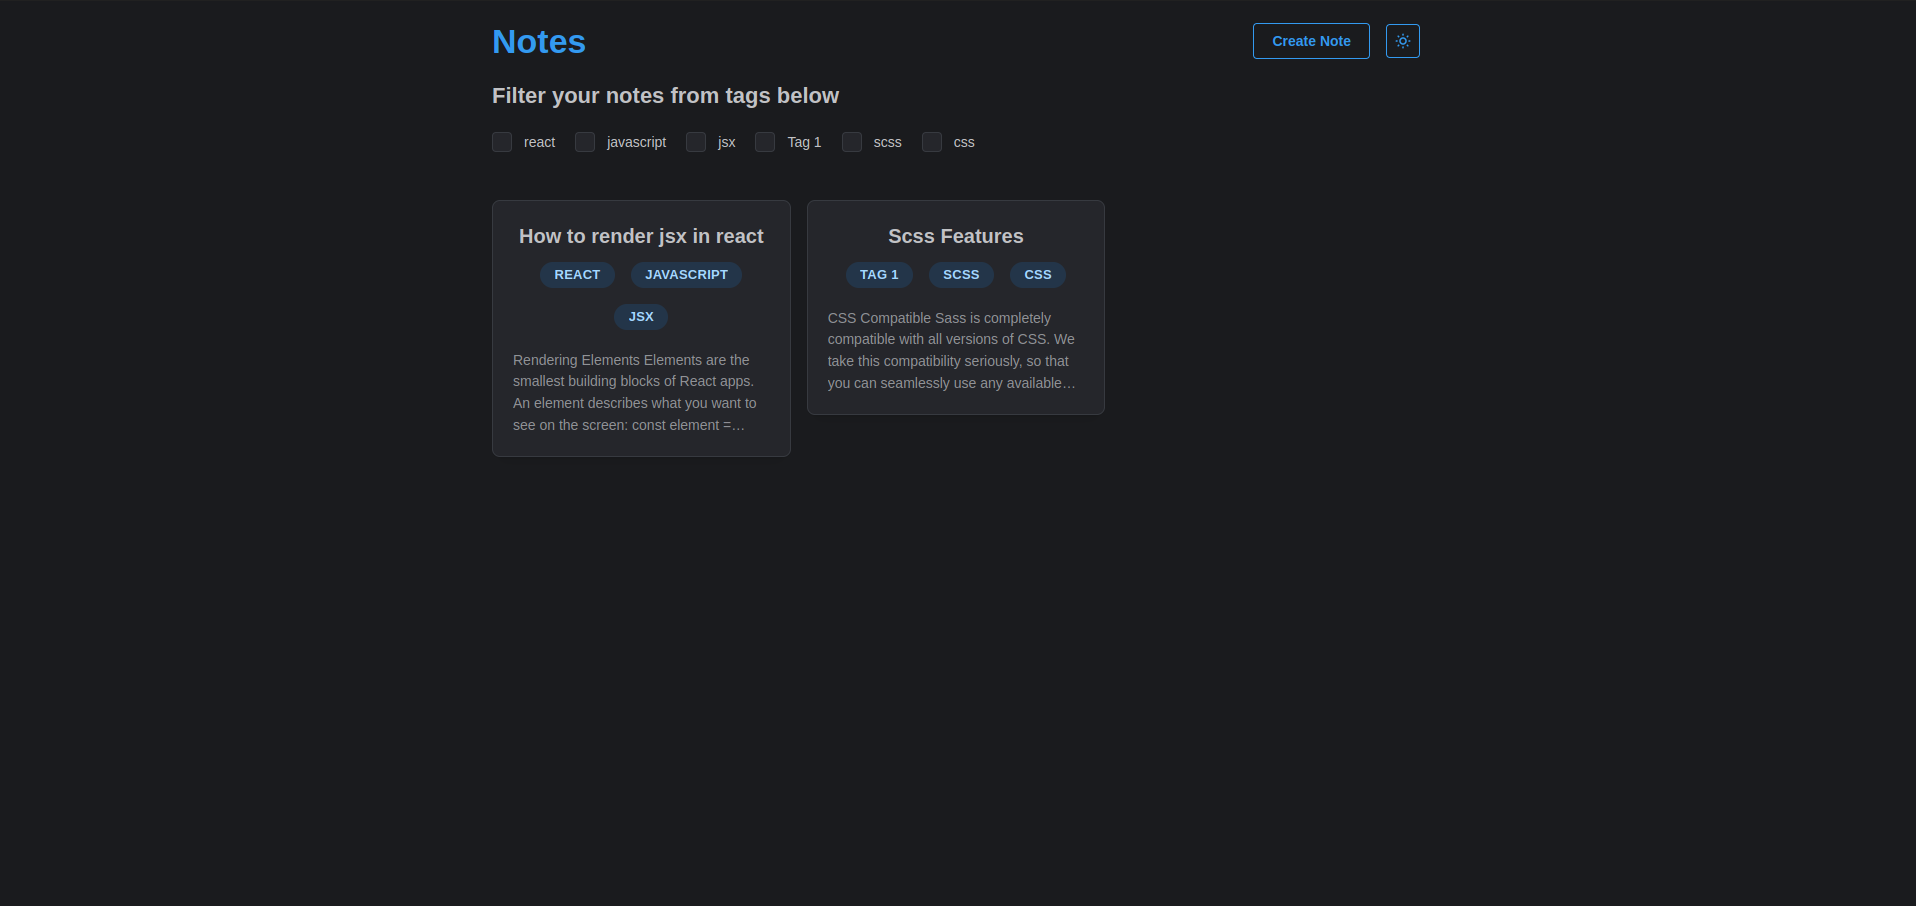 Notes
Create Note
Filter your notes from tags below
react javascript jsx Tag 1 scss css
How to render jsx in react
REACT JAVASCRIPT
JSX
Rendering Elements Elements are the
smallest building blocks of React apps.
An element describes what you want to
see on the screen: const element =…
Scss Features
TAG 1 SCSS CSS
CSS Compatible Sass is completely
compatible with all versions of CSS. We
take this compatibility seriously, so that
you can seamlessly use any available…